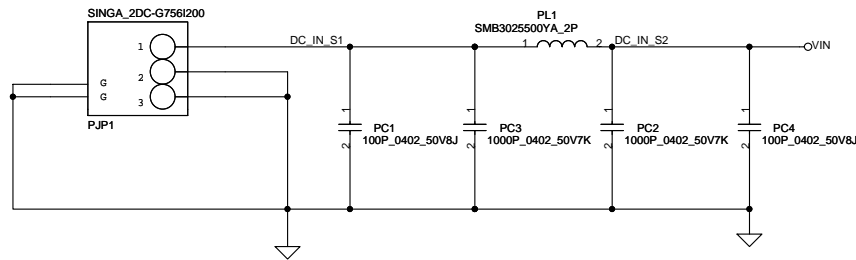 SINGA_2DC-G756I200
1
2
3
G
G
PJP1
DC_IN_S1
PL1
SMB3025500YA_2P
1
2
DC_IN_S2
VIN
1
2
PC1
100P_0402_50V8J
1
2
PC3
1000P_0402_50V7K
1
2
PC2
1000P_0402_50V7K
1
2
PC4
100P_0402_50V8J